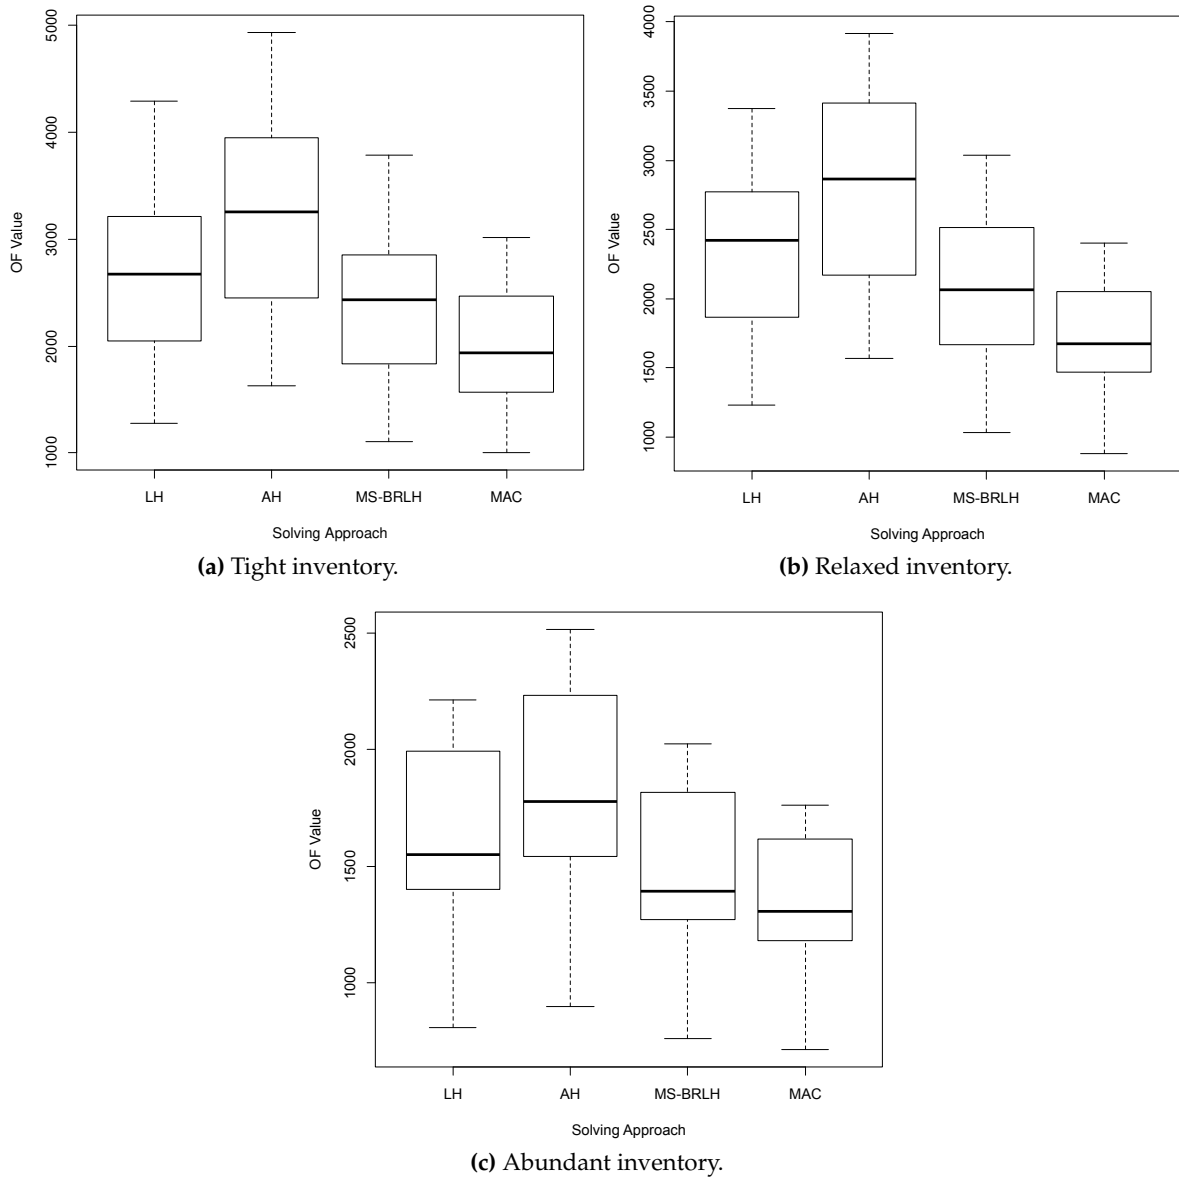 5000
4000
3000
2000
1000
OF Value
LH AH MS-BRLH MAC
Solving Approach
(a) Tight inventory.
4000
3500
3000
2500
2000
1500
1000
OF Value
LH AH MS-BRLH MAC
Solving Approach
(b) Relaxed inventory.
2500
2000
1500
1000
OF Value
LH AH MS-BRLH MAC
Solving Approach
(c) Abundant inventory.